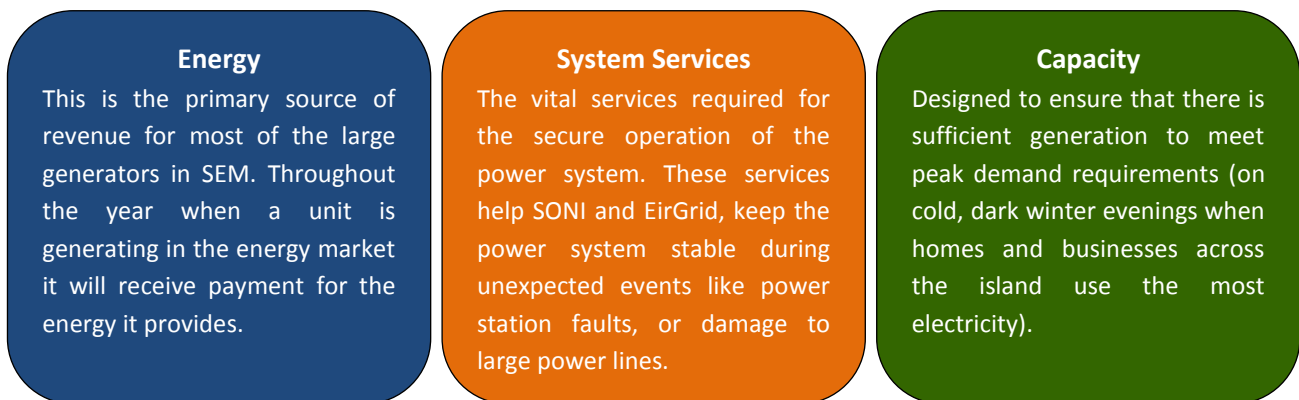 Energy
This is the primary source of
revenue for most of the large
generators in SEM. Throughout
the year when a unit is
generating in the energy market
it will receive payment for the
energy it provides.
System Services
The vital services required for
the secure operation of the
power system. These services
help SONI and EirGrid, keep the
power system stable during
unexpected events like power
station faults, or damage to
large power lines.
Capacity
Designed to ensure that there is
sufficient generation to meet
peak demand requirements (on
cold, dark winter evenings when
homes and businesses across
the island use the most
electricity).